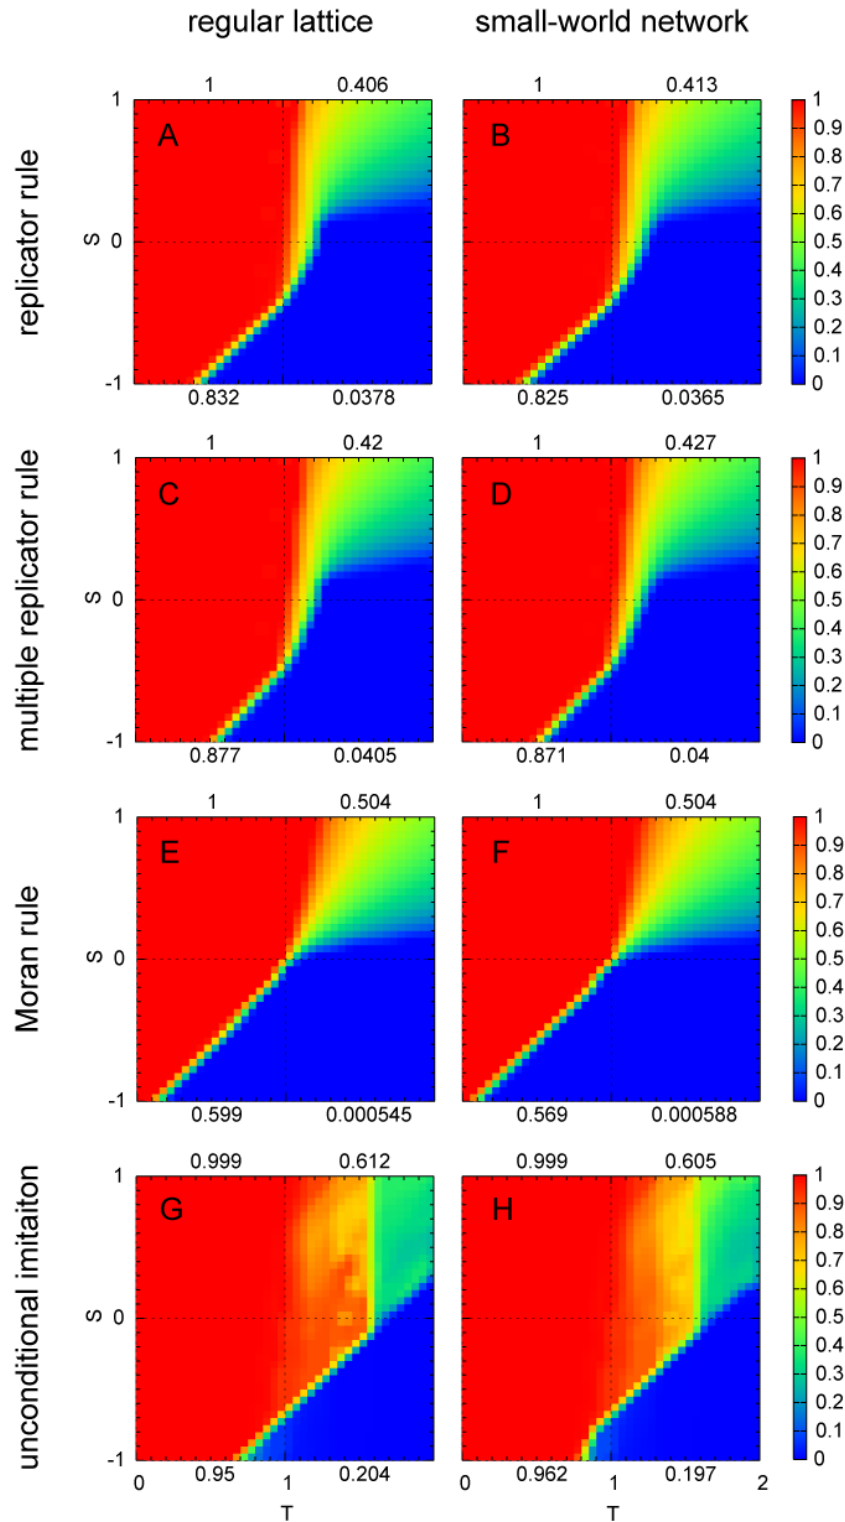 regular lattice small-world network
1 0.406 1 0.413
replicator rule
A B
S
1
0
-1
1
0.9
0.8
0.7
0.6
0.5
0.4
0.3
0.2
0.1
0
0.832 0.0378 0.825 0.0365
1 0.42 1 0.427
multiple replicator rule
C D
S
1
0
-1
1
0.9
0.8
0.7
0.6
0.5
0.4
0.3
0.2
0.1
0
0.877 0.0405 0.871 0.04
1 0.504 1 0.504
Moran rule
E F
S
1
0
-1
1
0.9
0.8
0.7
0.6
0.5
0.4
0.3
0.2
0.1
0
0.599 0.000545 0.569 0.000588
0.999 0.612 0.999 0.605
unconditional imitaiton
G H
S
1
0
-1
1
0.9
0.8
0.7
0.6
0.5
0.4
0.3
0.2
0.1
0
0.95 0.204 0.962 0.197
0 1 0 1 2
T T